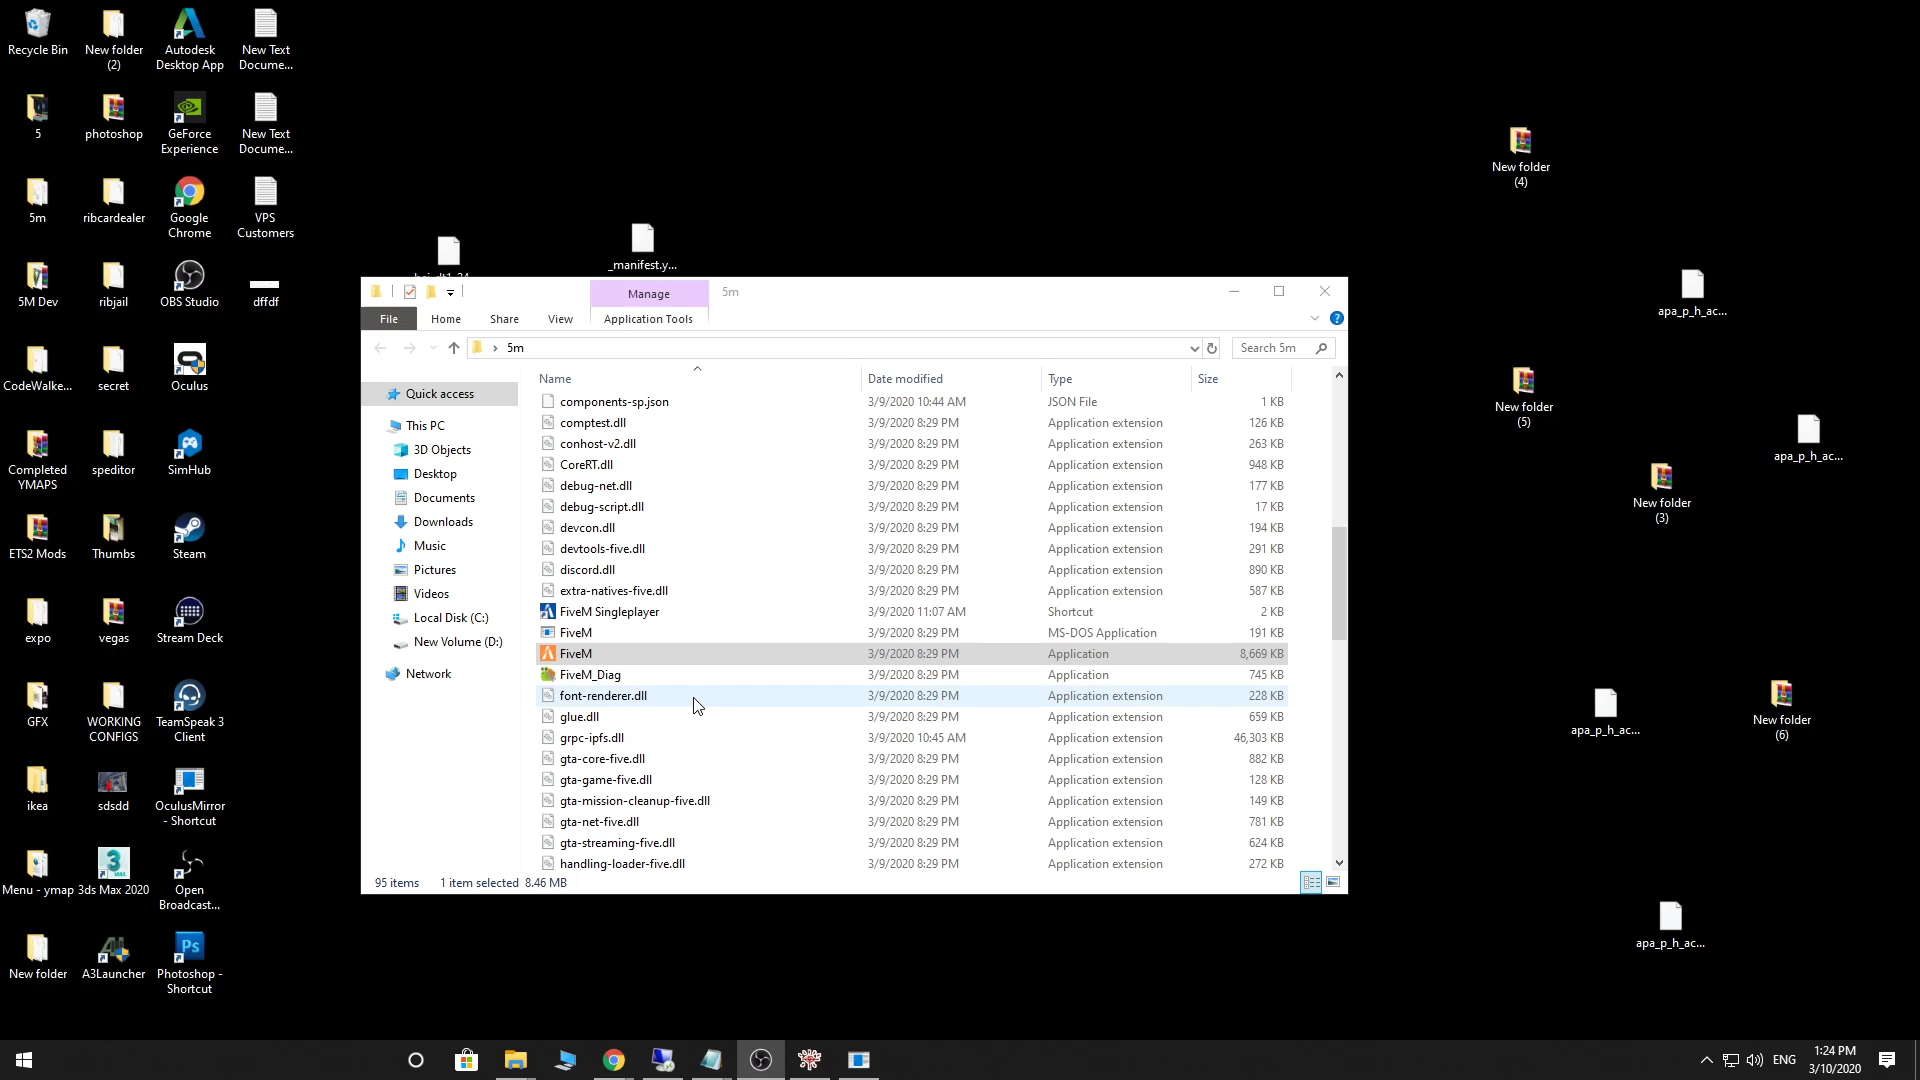 Recycle Bin
New folder
(2)
Autodesk
Desktop App
New Text
Docume...
5
photoshop
GeForce
Experience
New Text
Docume...
5m
ribcardealer
Google
Chrome
VPS
Customers
5M Dev
ribjail
OBS Studio
dffdf
CodeWalke...
secret
Oculus
Completed
YMAPS
speditor
SimHub
ETS2 Mods
Thumbs
Steam
expo
vegas
Stream Deck
GFX
WORKING
CONFIGS
TeamSpeak 3
Client
ikea
sdsdd
OculusMirror
- Shortcut
Menu - ymap
3ds Max 2020
Open
Broadcast...
New folder
A3Launcher
Photoshop -
Shortcut
_manifest.y...
New folder
(4)
apa_p_h_ac...
New folder
(5)
apa_p_h_ac...
New folder
(3)
apa_p_h_ac...
New folder
(6)
apa_p_h_ac...
Manage
5m
File
Home
Share
View
Application Tools
5m
Search 5m
Quick access
This PC
3D Objects
Desktop
Documents
Downloads
Music
Pictures
Videos
Local Disk (C:)
New Volume (D:)
Network
Name Date modified Type Size
components-sp.json 3/9/2020 10:44 AM JSON File 1 KB
comptest.dll 3/9/2020 8:29 PM Application extension 126 KB
conhost-v2.dll 3/9/2020 8:29 PM Application extension 263 KB
CoreRT.dll 3/9/2020 8:29 PM Application extension 948 KB
debug-net.dll 3/9/2020 8:29 PM Application extension 177 KB
debug-script.dll 3/9/2020 8:29 PM Application extension 17 KB
devcon.dll 3/9/2020 8:29 PM Application extension 194 KB
devtools-five.dll 3/9/2020 8:29 PM Application extension 291 KB
discord.dll 3/9/2020 8:29 PM Application extension 890 KB
extra-natives-five.dll 3/9/2020 8:29 PM Application extension 587 KB
FiveM Singleplayer 3/9/2020 11:07 AM Shortcut 2 KB
FiveM 3/9/2020 8:29 PM MS-DOS Application 191 KB
FiveM 3/9/2020 8:29 PM Application 8,669 KB
FiveM_Diag 3/9/2020 8:29 PM Application 745 KB
font-renderer.dll 3/9/2020 8:29 PM Application extension 228 KB
glue.dll 3/9/2020 8:29 PM Application extension 659 KB
grpc-ipfs.dll 3/9/2020 10:45 AM Application extension 46,303 KB
gta-core-five.dll 3/9/2020 8:29 PM Application extension 882 KB
gta-game-five.dll 3/9/2020 8:29 PM Application extension 128 KB
gta-mission-cleanup-five.dll 3/9/2020 8:29 PM Application extension 149 KB
gta-net-five.dll 3/9/2020 8:29 PM Application extension 781 KB
gta-streaming-five.dll 3/9/2020 8:29 PM Application extension 624 KB
handling-loader-five.dll 3/9/2020 8:29 PM Application extension 272 KB
95 items 1 item selected 8.46 MB
ENG
1:24 PM
3/10/2020